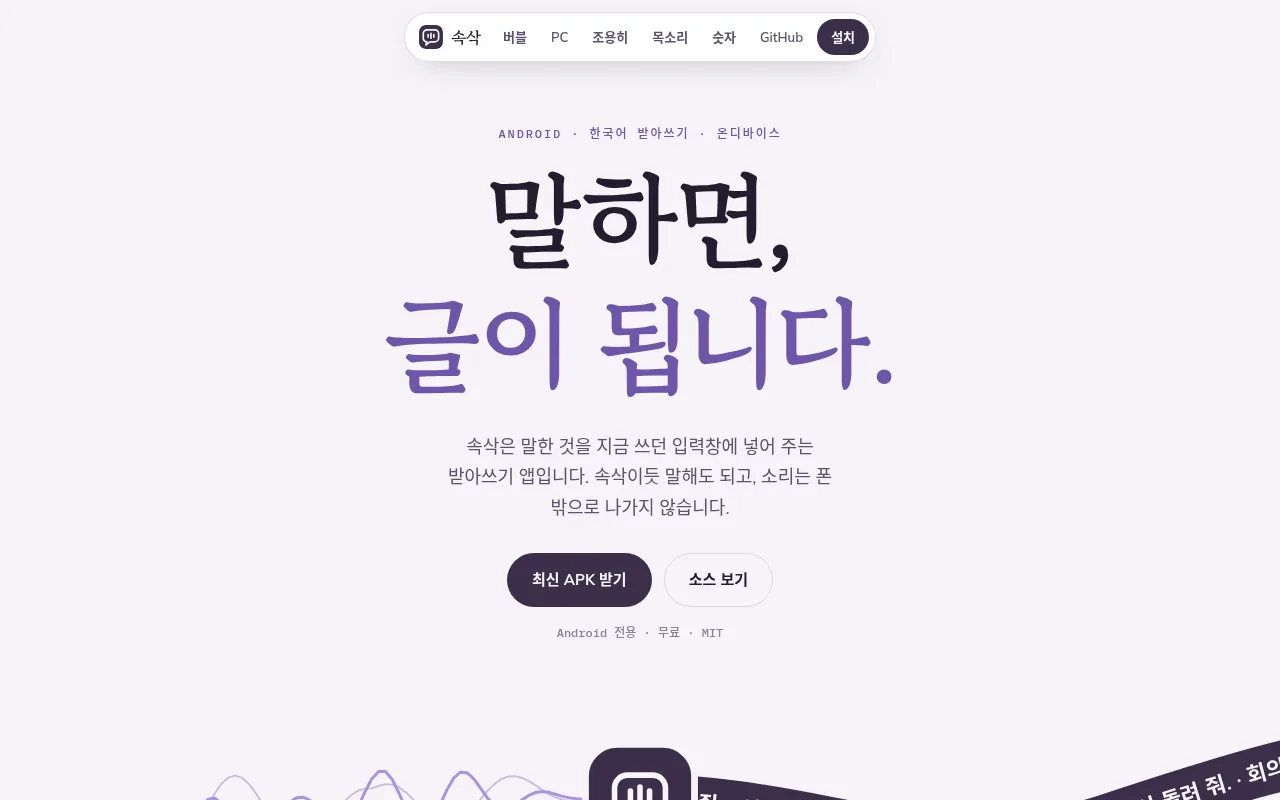 속삭
버블
PC
조용히
목소리
숫자
GitHub
설치
ANDROID · 한국어 받아쓰기 · 온디바이스
말하면,
글이 됩니다.
속삭은 말한 것을 지금 쓰던 입력창에 넣어 주는
받아쓰기 앱입니다. 속삭이듯 말해도 되고, 소리는 폰
밖으로 나가지 않습니다.
최신 APK 받기
소스 보기
Android 전용 · 무료 · MIT
돌려 줘. · 회의